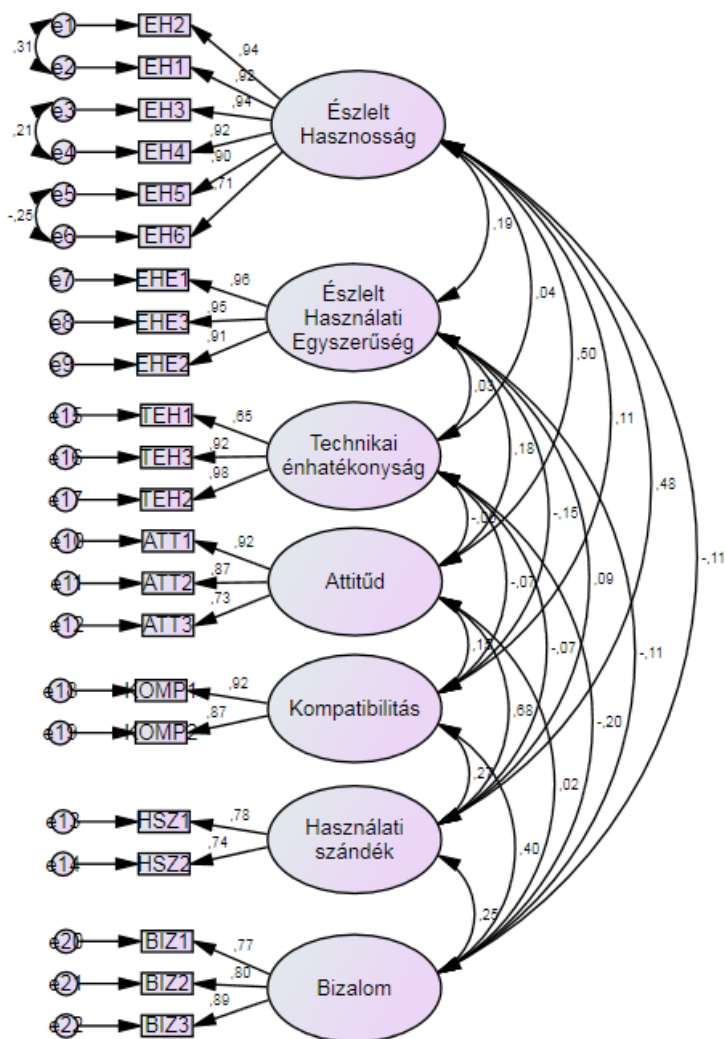 e1
EH2
,94
,31
e2
EH1
,92
e3
EH3
,94
,21
e4
EH4
,92
e5
EH5
,90
-,25
e6
EH6
,71
Észlelt
Hasznosság
,19
,04
e7
EHE1
,96
e8
EHE3
,95
e9
EHE2
,91
Észlelt
Használati
Egyszerűség
,03
,50
,11
,18
,48
e15
TEH1
,65
e16
TEH3
,92
e17
TEH2
,98
Technikai
énhatékonyság
-,15
-,11
e10
ATT1
,92
e11
ATT2
,87
e12
ATT3
,73
Attitűd
-,07
,09
-,07
-,11
e18
KOMP1
,92
e19
KOMP2
,87
Kompatibilitás
,68
-,20
,27
,02
e13
HSZ1
,78
e14
HSZ2
,74
Használati
szándék
,40
,25
e20
BIZ1
,77
e21
BIZ2
,80
e22
BIZ3
,89
Bizalom